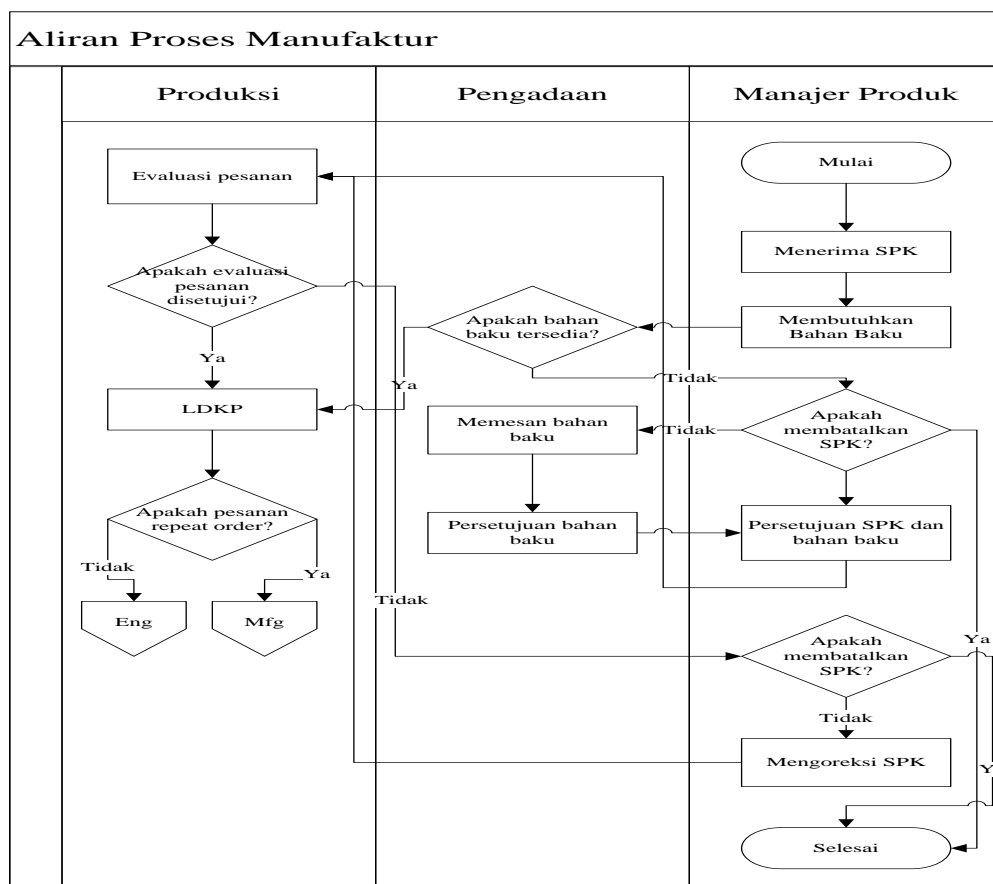 Aliran Proses Manufaktur
Produksi
Pengadaan
Manajer Produk
Evaluasi pesanan
Mulai
Apakah evaluasi
pesanan
disetujui?
Menerima SPK
Apakah bahan
baku tersedia?
Membutuhkan
Bahan Baku
Ya
Ya
Tidak
LDKP
Memesan bahan
baku
Tidak
Apakah
membatalkan
SPK?
Apakah pesanan
repeat order?
Persetujuan bahan
baku
Persetujuan SPK dan
bahan baku
Tidak
Ya
Eng
Mfg
Tidak
Apakah
membatalkan
SPK?
Ya
Tidak
Mengoreksi SPK
Y
Selesai